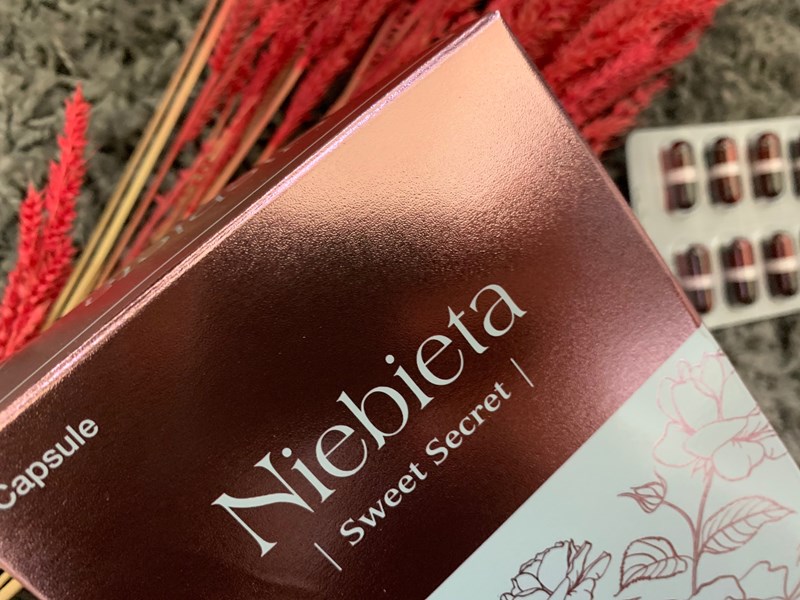 Niebieta
| Sweet Secret |
Capsule